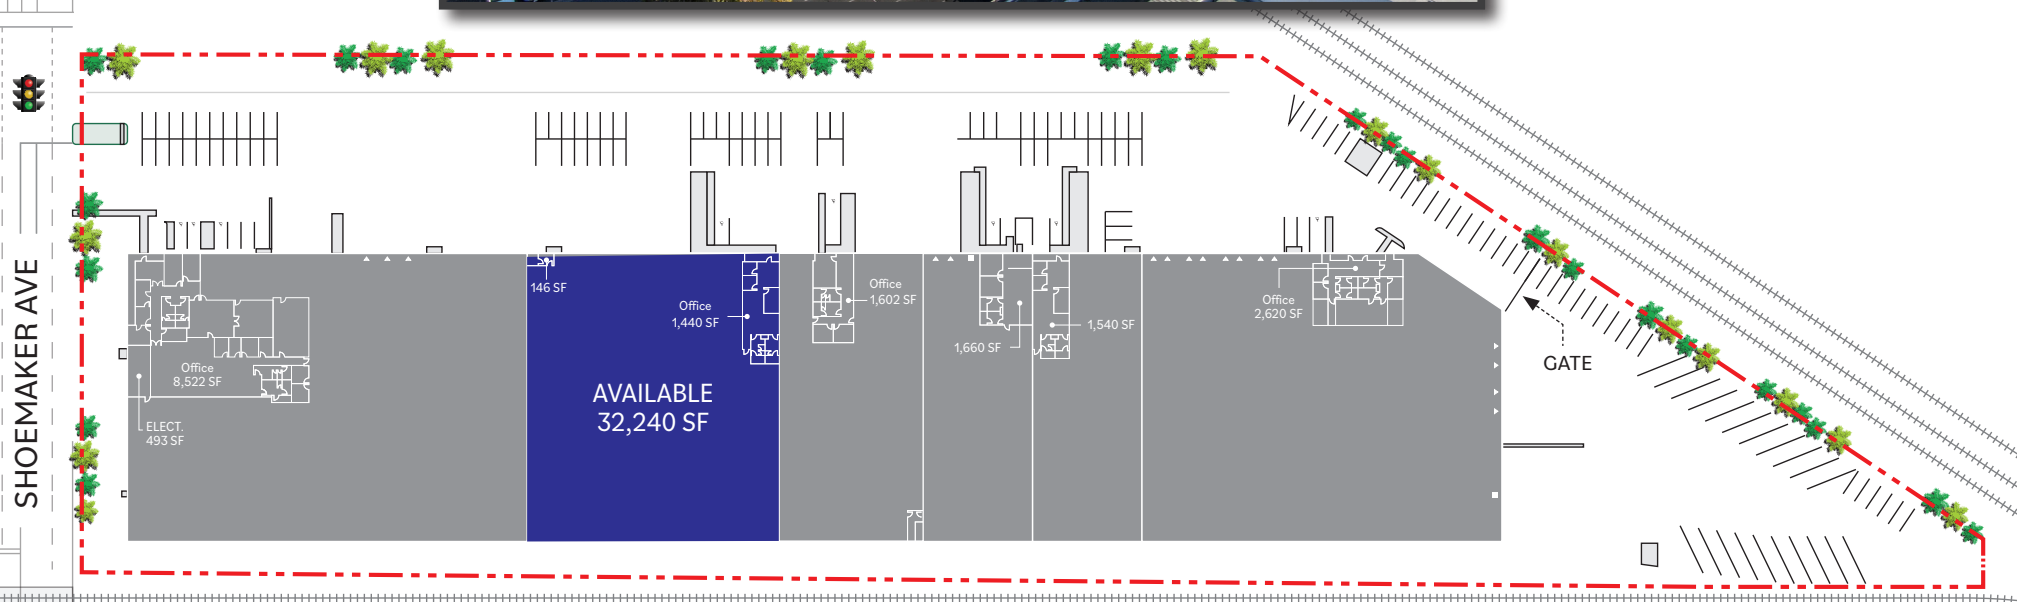 SHOEMAKER AVE
Office
8,522 SF
ELECT.
493 SF
146 SF
Office
1,440 SF
AVAILABLE
32,240 SF
Office
1,602 SF
1,660 SF
1,540 SF
Office
2,620 SF
GATE